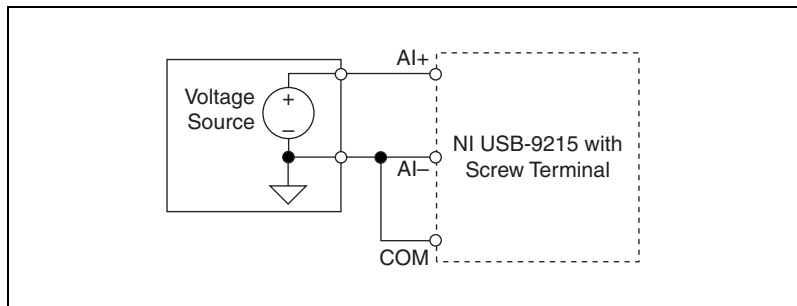 AI+
Voltage
Source
+
–
NI USB-9215 with
Screw Terminal
AI–
COM